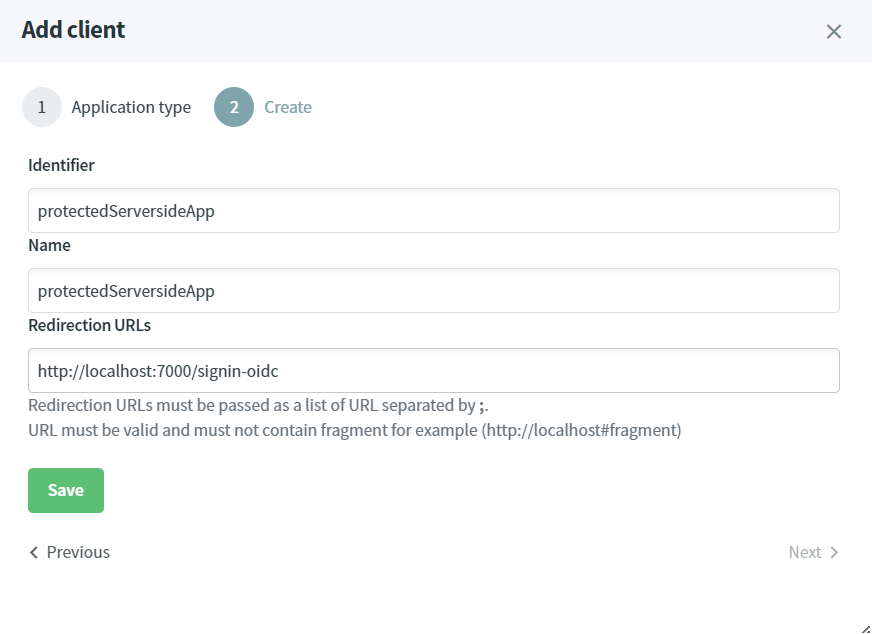 Add client
1 Application type 2 Create
Identifier
protectedServersideApp
Name
protectedServersideApp
Redirection URLs
http://localhost:7000/signin-oidc
Redirection URLs must be passed as a list of URL separated by ;.
URL must be valid and must not contain fragment for example (http://localhost#fragment)
Save
Previous Next